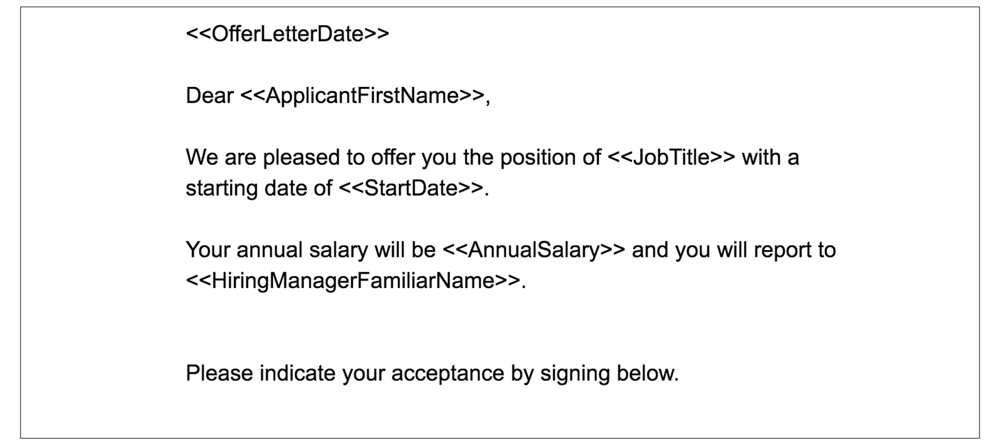 <<OfferLetterDate>>
Dear <<ApplicantFirstName>>,
We are pleased to offer you the position of <<JobTitle>> with a
starting date of <<StartDate>>.
Your annual salary will be <<AnnualSalary>> and you will report to
<<HiringManagerFamiliarName>>.
Please indicate your acceptance by signing below.